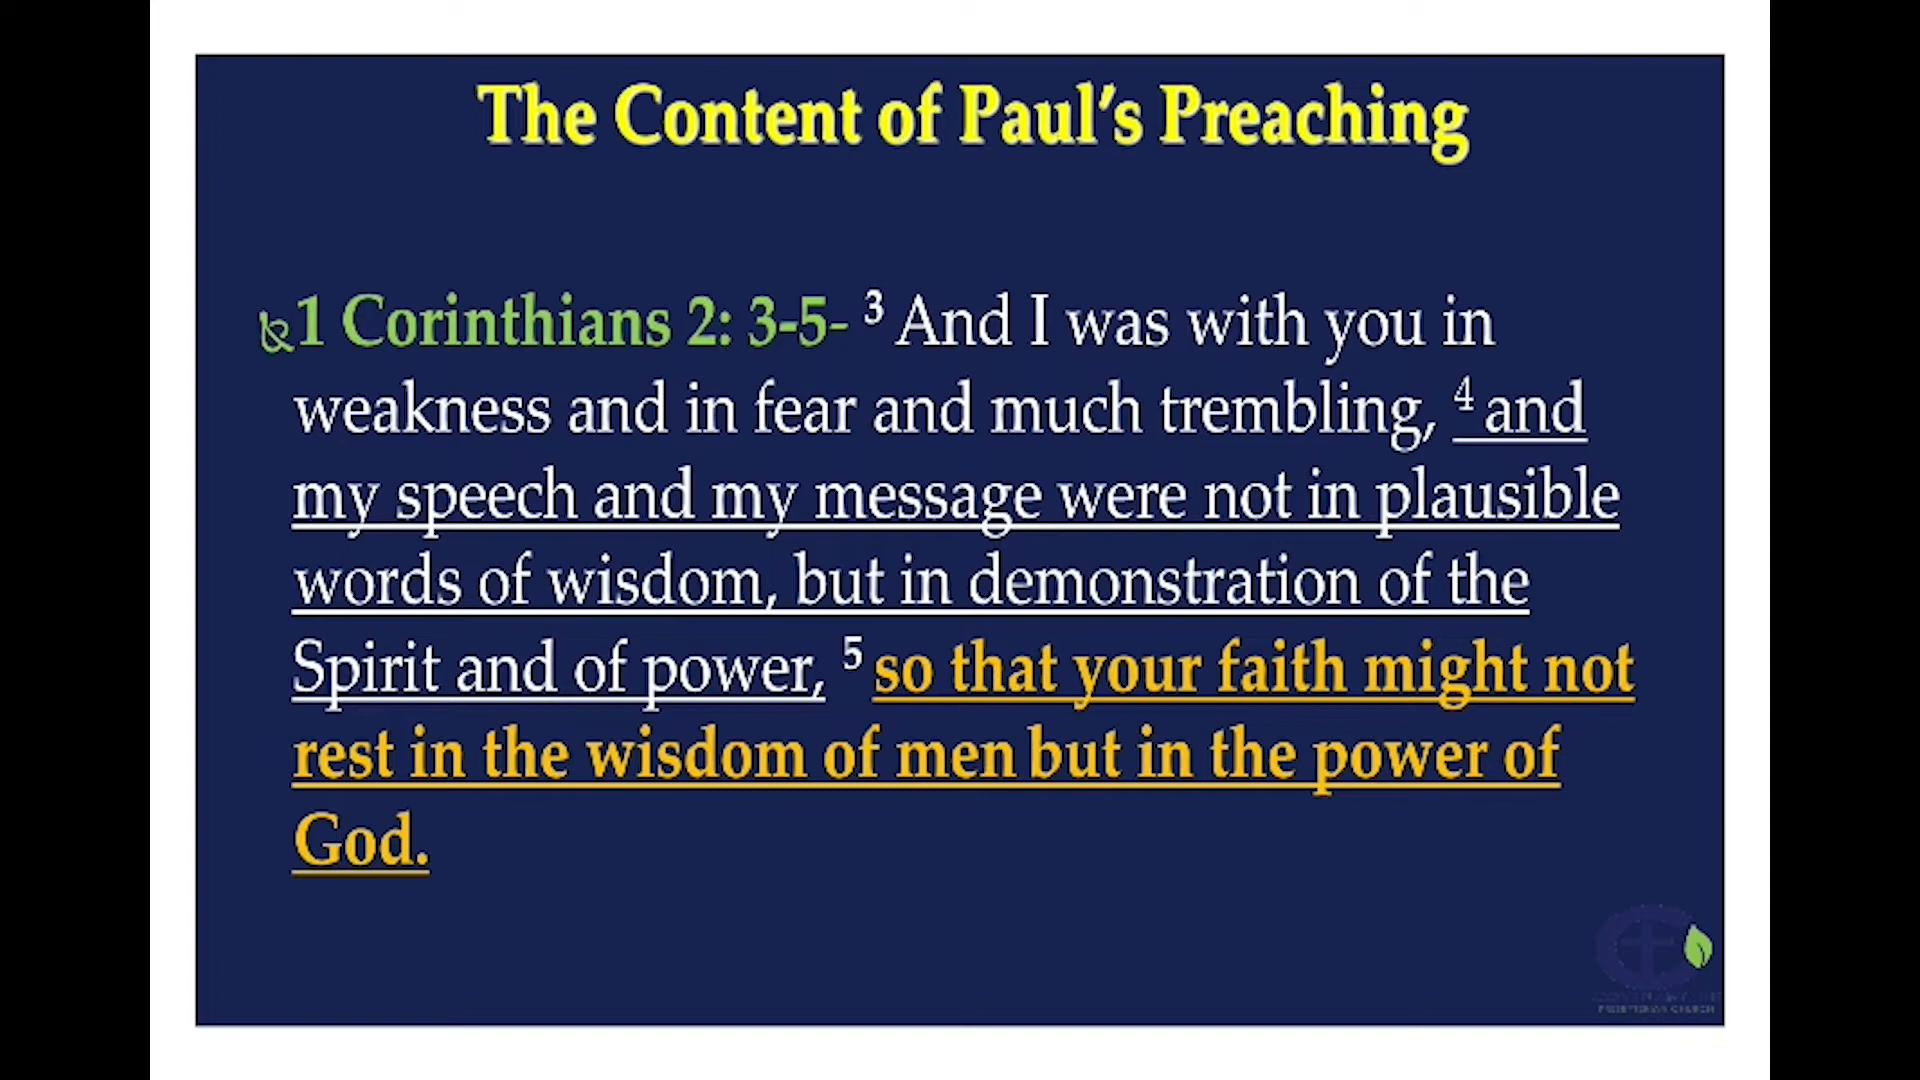 The Content of Paul’s Preaching
1 Corinthians 2: 3-5- ³ And I was with you in
weakness and in fear and much trembling, ⁴ and
my speech and my message were not in plausible
words of wisdom, but in demonstration of the
Spirit and of power, ⁵ so that your faith might not
rest in the wisdom of men but in the power of
God.
PRESBYTERIAN CHURCH